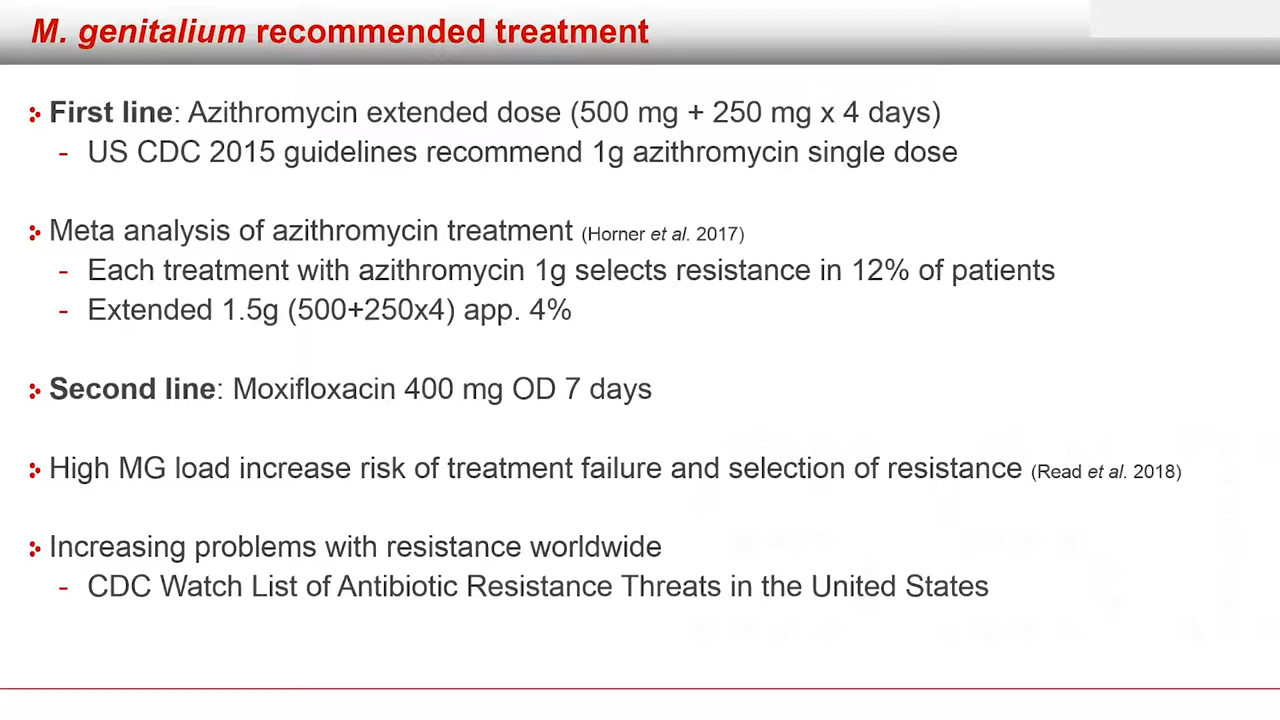 M. genitalium recommended treatment
First line: Azithromycin extended dose (500 mg + 250 mg x 4 days)
- US CDC 2015 guidelines recommend 1g azithromycin single dose
Meta analysis of azithromycin treatment (Horner et al. 2017)
- Each treatment with azithromycin 1g selects resistance in 12% of patients
- Extended 1.5g (500+250x4) app. 4%
Second line: Moxifloxacin 400 mg OD 7 days
High MG load increase risk of treatment failure and selection of resistance (Read et al. 2018)
Increasing problems with resistance worldwide
- CDC Watch List of Antibiotic Resistance Threats in the United States